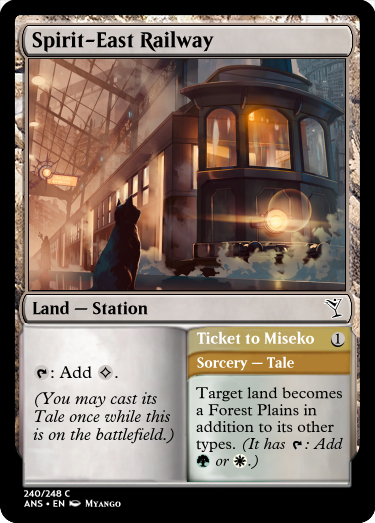 Spirit-East Railway
Land — Station
: Add .
(You may cast its
Tale once while this
is on the battlefield.)
Ticket to Miseko 1
Sorcery — Tale
Target land becomes
a Forest Plains in
addition to its other
types. (It has : Add
 or .)
240/248 C
ANS • EN Myango